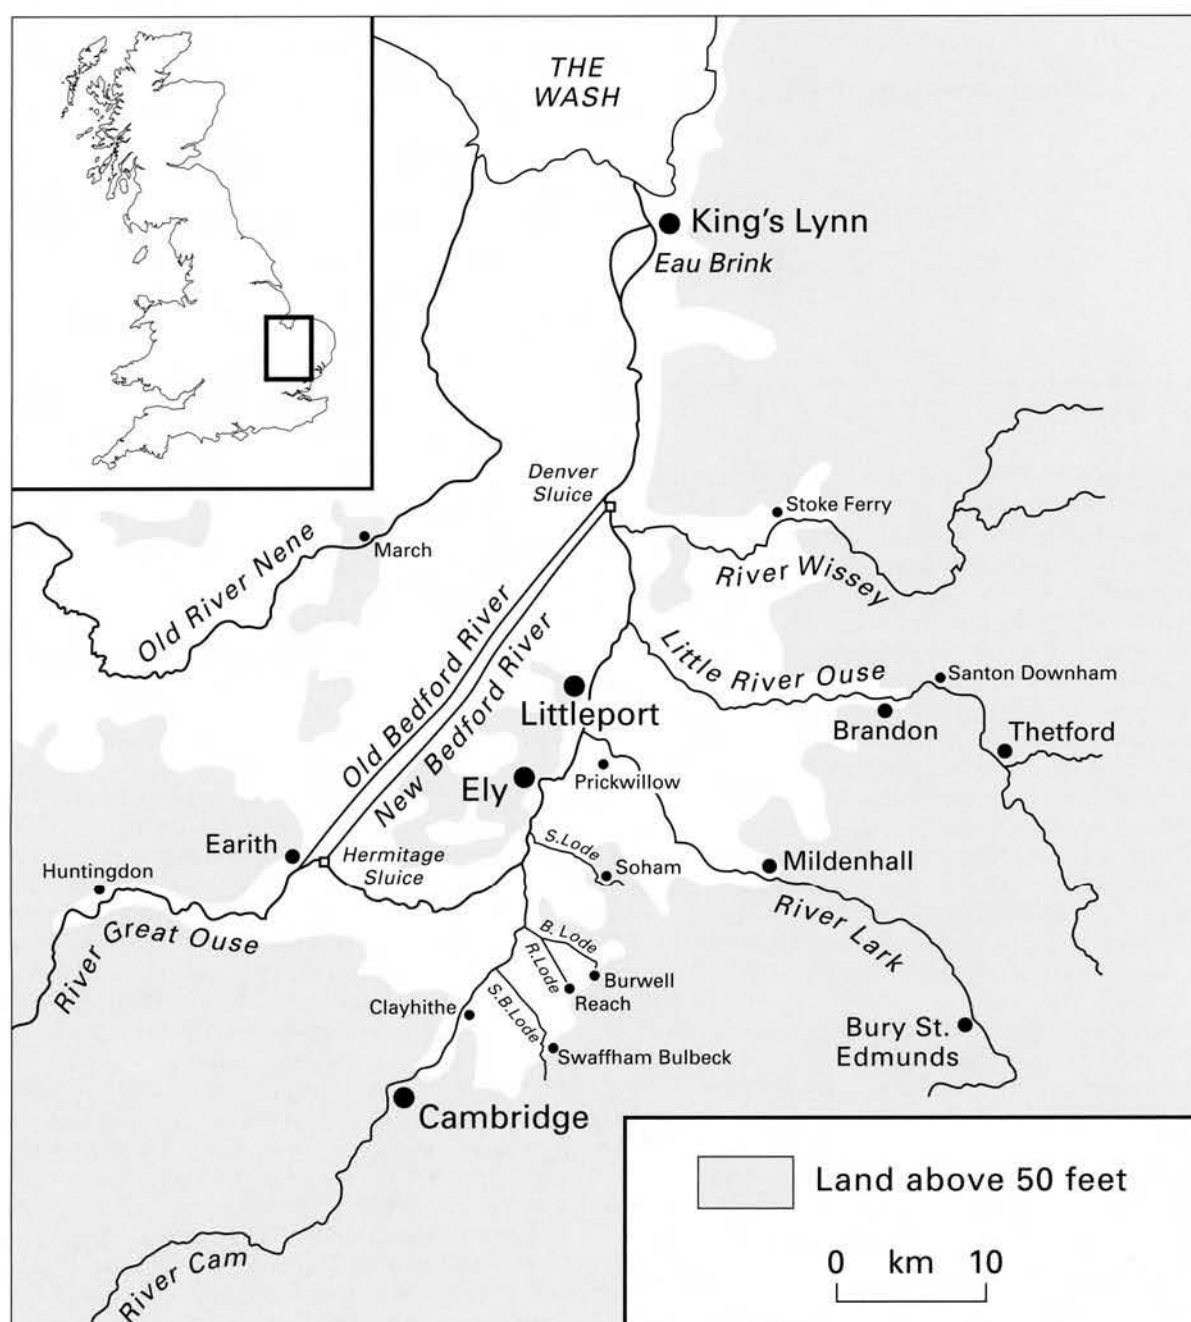 THE
WASH
King's Lynn
Eau Brink
Denver
Sluice
Stoke Ferry
March
Old River Nene
River Wissey
Old Bedford River
New Bedford River
Little River Ouse
Santon Downham
Littleport
Brandon
Thetford
Ely
Prickwillow
Earith
Hermitage
Sluice
S.Lode
Soham
Mildenhall
Huntingdon
River Great Ouse
River Lark
B. Lode
R.Lode
Burwell
Reach
S.B.Lode
Clayhithe
Swaffham Bulbeck
Bury St.
Edmunds
Cambridge
River Cam
Land above 50 feet
0 km 10